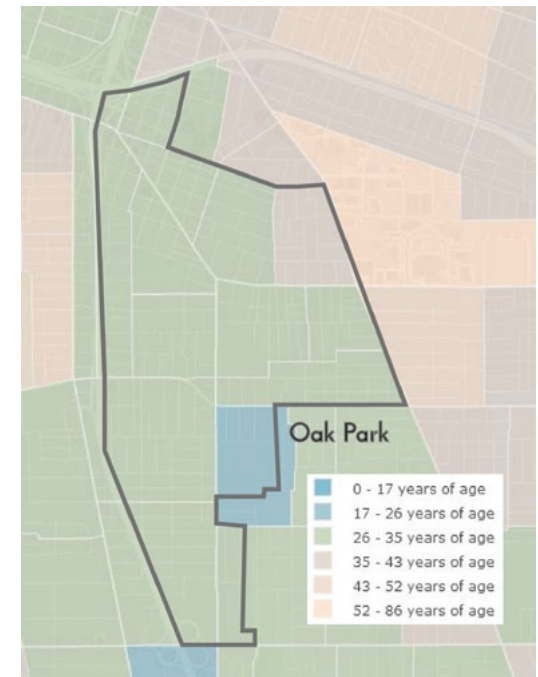 Oak Park
0 - 17 years of age
17 - 26 years of age
26 - 35 years of age
35 - 43 years of age
43 - 52 years of age
52 - 86 years of age